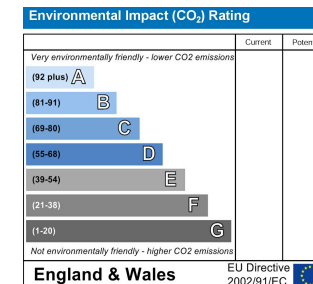 Environmental Impact (CO₂) Rating
Current Poten
Very environmentally friendly - lower CO2 emissions
(92 plus) A
(81-91) B
(69-80) C
(55-68) D
(39-54) E
(21-38) F
(1-20) G
Not environmentally friendly - higher CO2 emissions
England & Wales
EU Directive
2002/91/EC